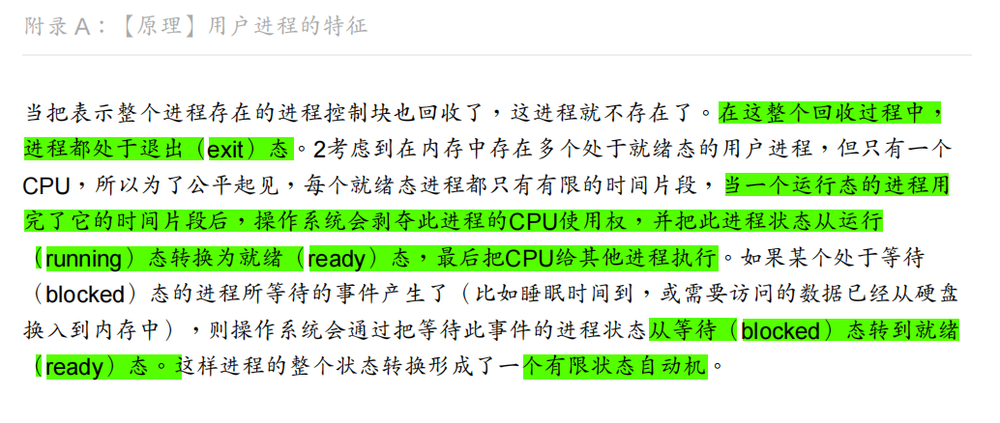 附录 A：【原理】用户进程的特征
当把表示整个进程存在的进程控制块也回收了，这进程就不存在了。在这整个回收过程中，
进程都处于退出（exit）态。2考虑到在内存中存在多个处于就绪态的用户进程，但只有一个
CPU，所以为了公平起见，每个就绪态进程都只有有限的时间片段，当一个运行态的进程用
完了它的时间片段后，操作系统会剥夺此进程的CPU使用权，并把此进程状态从运行
（running）态转换为就绪（ready）态，最后把CPU给其他进程执行。如果某个处于等待
（blocked）态的进程所等待的事件产生了（比如睡眠时间到，或需要访问的数据已经从硬盘
换入到内存中），则操作系统会通过把等待此事件的进程状态从等待（blocked）态转到就绪
（ready）态。这样进程的整个状态转换形成了一个有限状态自动机。